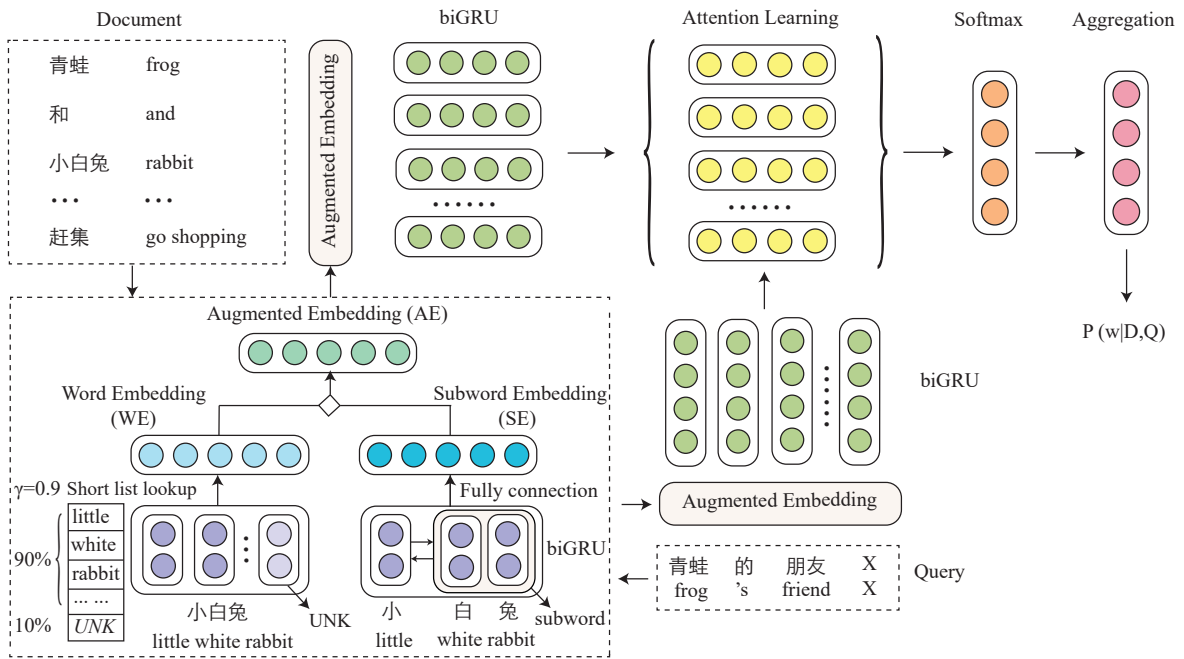 Document
青蛙 frog
和 and
小白兔 rabbit
... ...
赶集 go shopping
Augmented Embedding
biGRU
......
Attention Learning
......
Softmax
Aggregation
P (w|D,Q)
Augmented Embedding (AE)
Word Embedding
(WE)
Subword Embedding
(SE)
γ=0.9 Short list lookup
little
white
90%
rabbit
... ...
10%
UNK
小白兔
little white rabbit
UNK
Fully connection
biGRU
小 白 兔
little white rabbit
subword
biGRU
Augmented Embedding
青蛙 的 朋友 X
frog 's friend X
Query